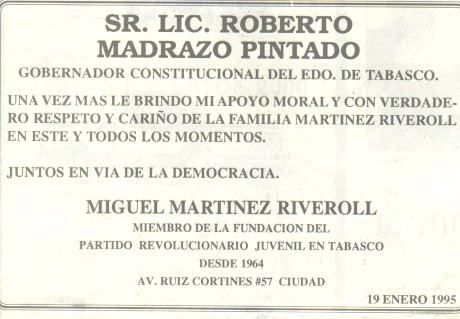 SR. LIC. ROBERTO
MADRAZO PINTADO
GOBERNADOR CONSTITUCIONAL DEL EDO. DE TABASCO.
UNA VEZ MAS LE BRINDO MI APOYO MORAL Y CON VERDADE-
RO RESPETO Y CARIÑO DE LA FAMILIA MARTINEZ RIVEROLL
EN ESTE Y TODOS LOS MOMENTOS.
JUNTOS EN VIA DE LA DEMOCRACIA.
MIGUEL MARTINEZ RIVEROLL
MIEMBRO DE LA FUNDACION DEL
PARTIDO REVOLUCIONARIO JUVENIL EN TABASCO
DESDE 1964
AV. RUIZ CORTINES #57 CIUDAD
19 ENERO 1995